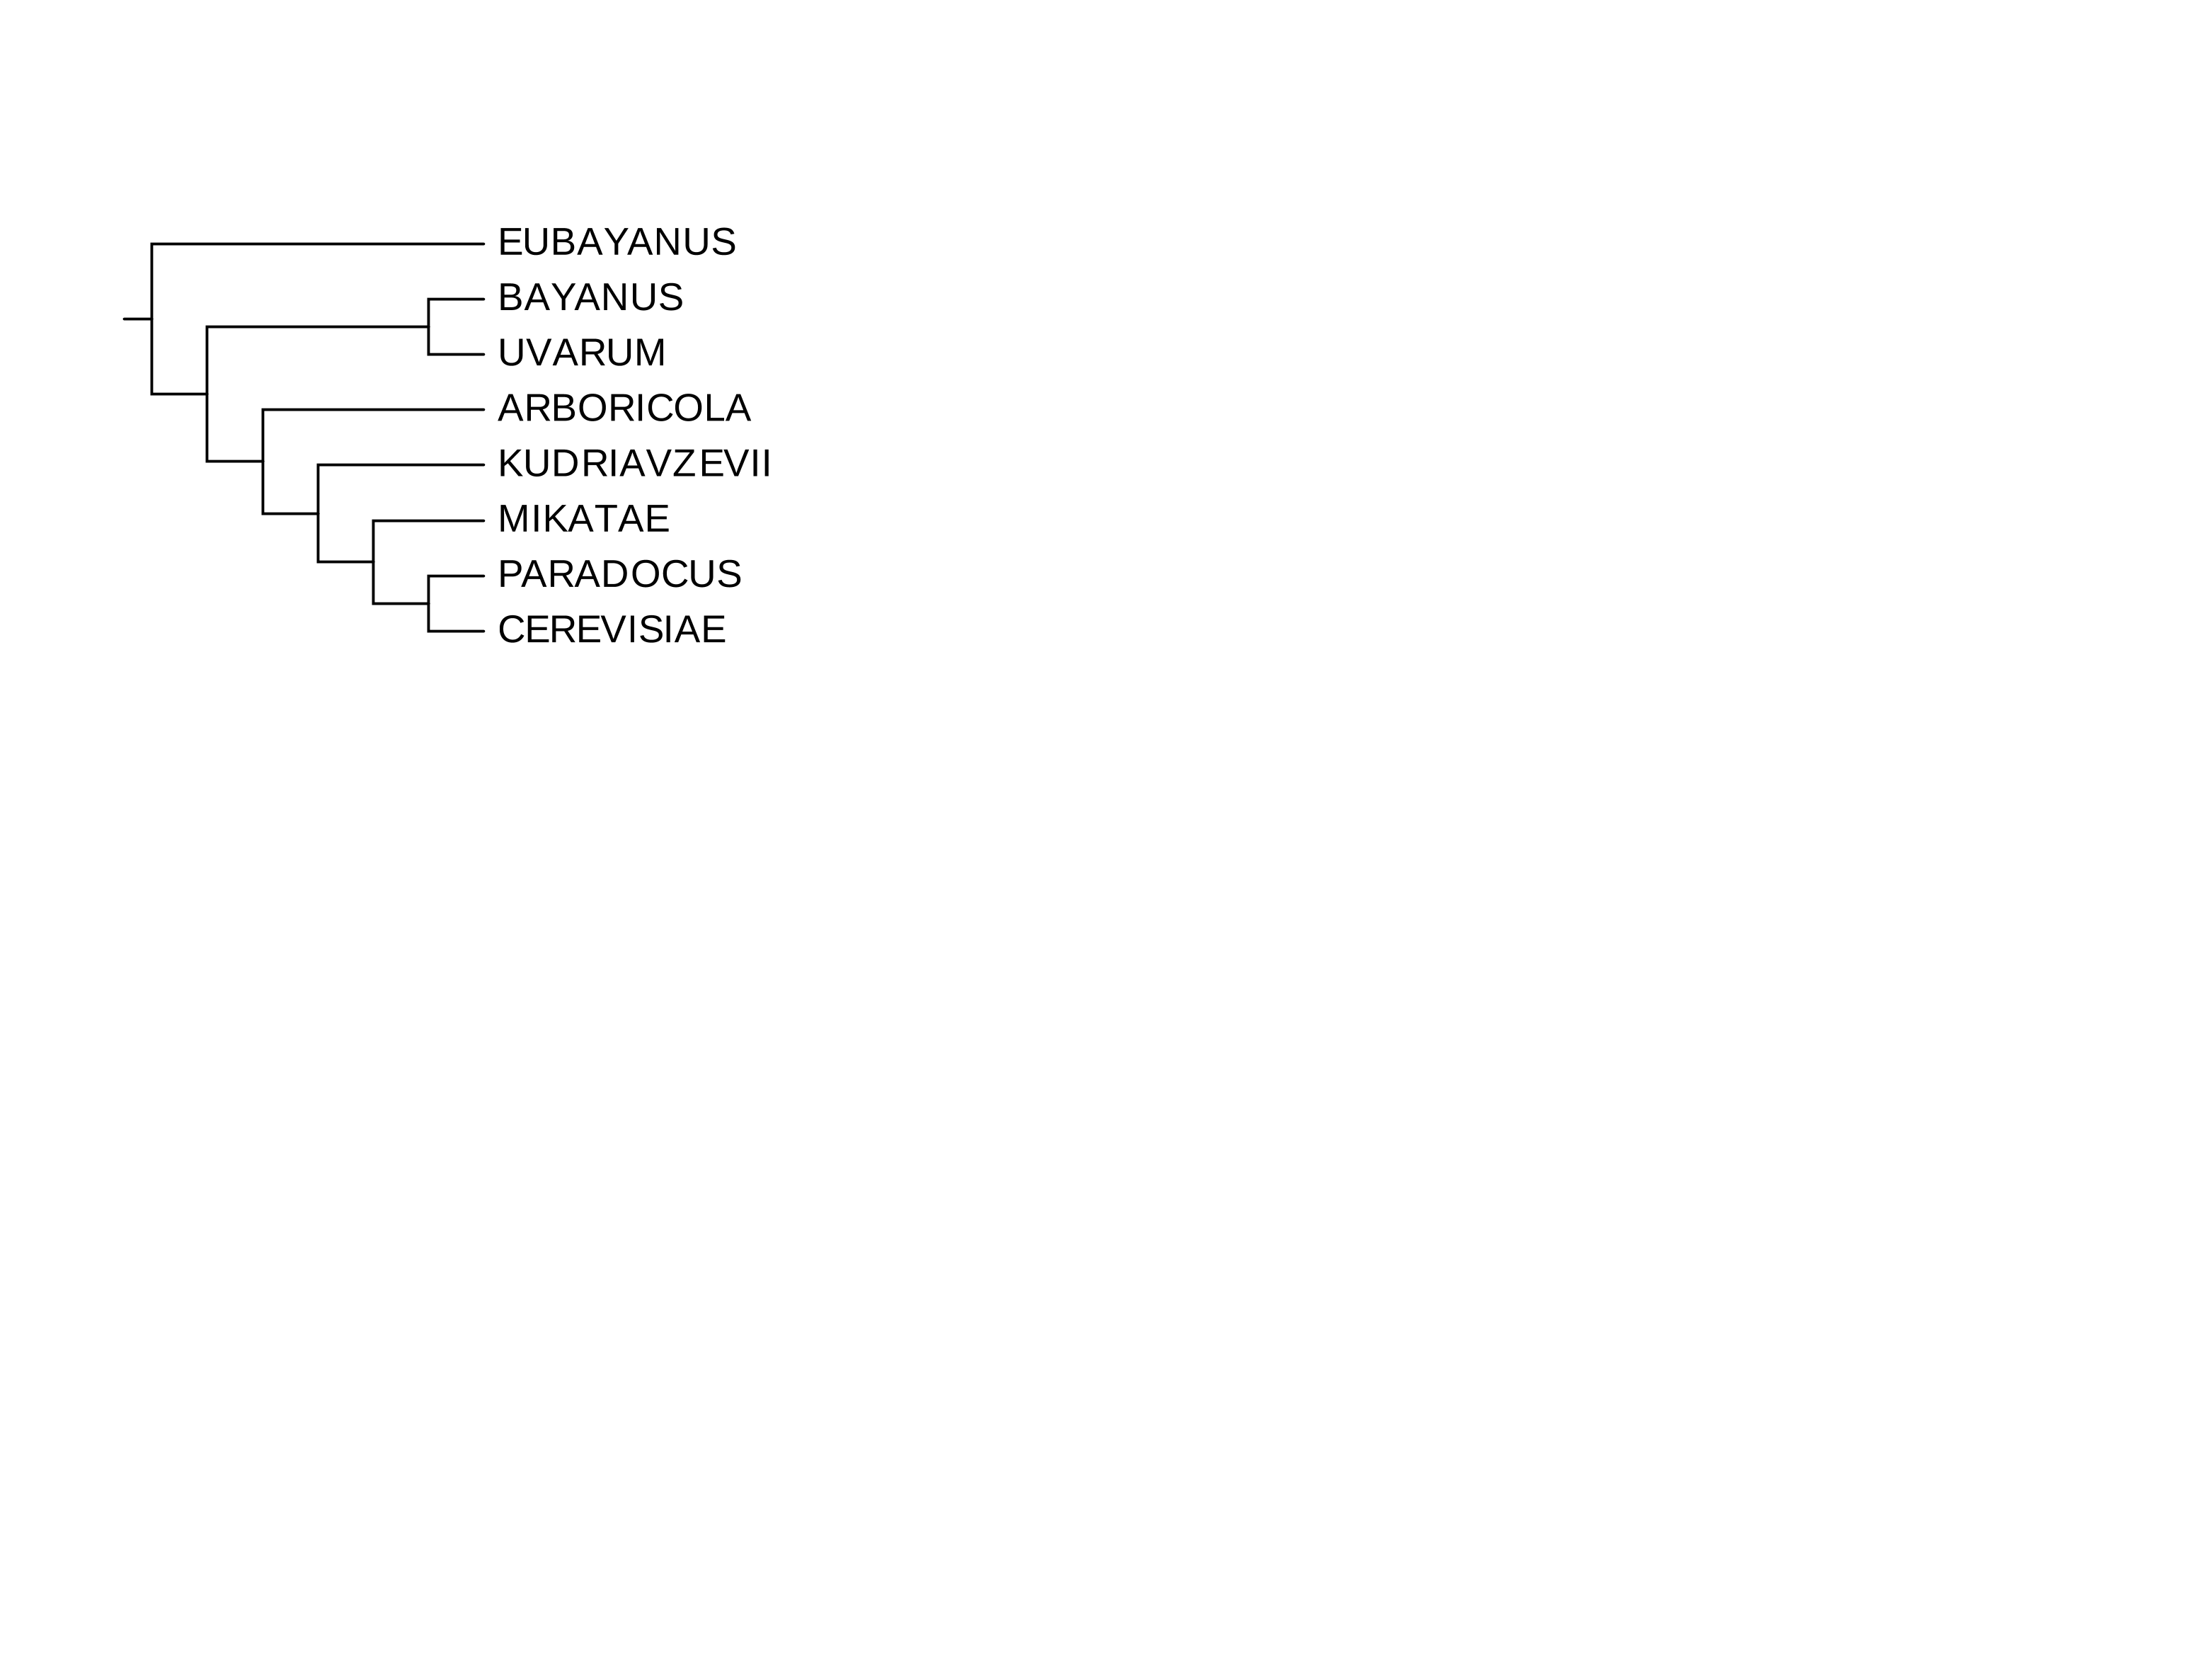 EUBAYANUS
BAYANUS
UVARUM
ARBORICOLA
KUDRIAVZEVII
MIKATAE
PARADOCUS
CEREVISIAE